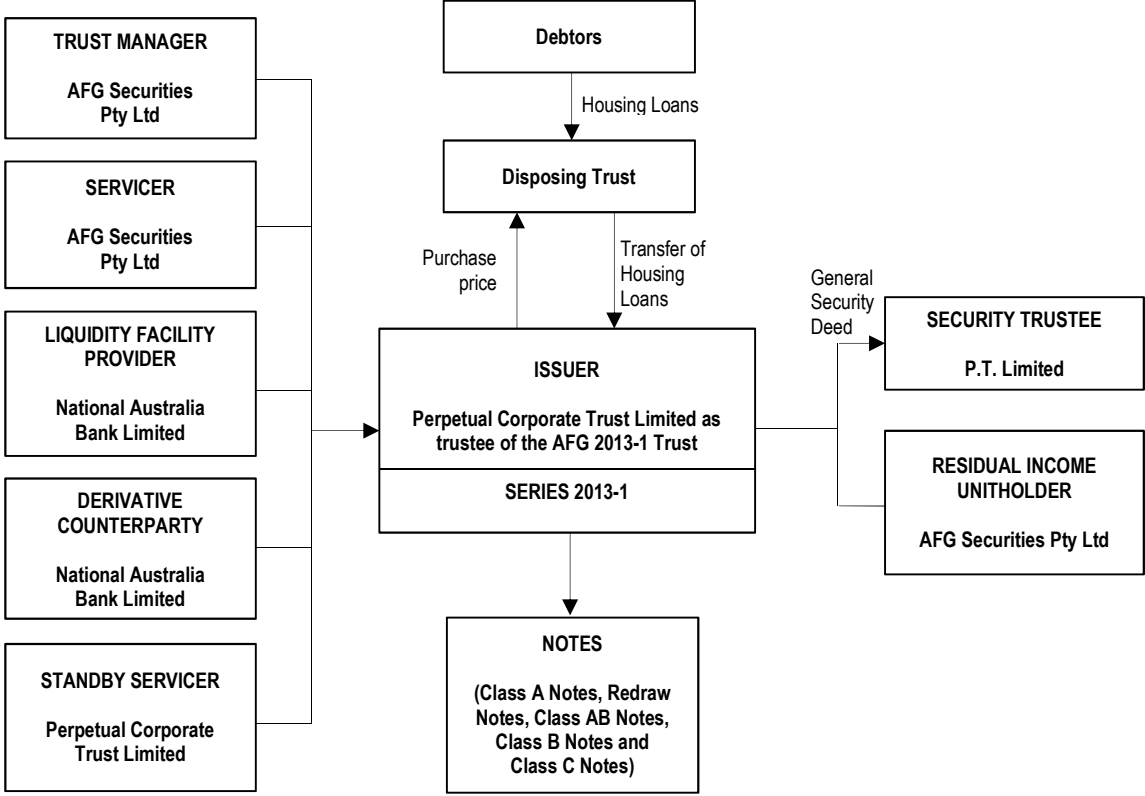 TRUST MANAGER
AFG Securities
Pty Ltd
SERVICER
AFG Securities
Pty Ltd
LIQUIDITY FACILITY
PROVIDER
National Australia
Bank Limited
DERIVATIVE
COUNTERPARTY
National Australia
Bank Limited
STANDBY SERVICER
Perpetual Corporate
Trust Limited
Debtors
Housing Loans
Disposing Trust
Purchase
price
Transfer of
Housing
Loans
ISSUER
Perpetual Corporate Trust Limited as
trustee of the AFG 2013-1 Trust
SERIES 2013-1
NOTES
(Class A Notes, Redraw
Notes, Class AB Notes,
Class B Notes and
Class C Notes)
General
Security
Deed
SECURITY TRUSTEE
P.T. Limited
RESIDUAL INCOME
UNITHOLDER
AFG Securities Pty Ltd